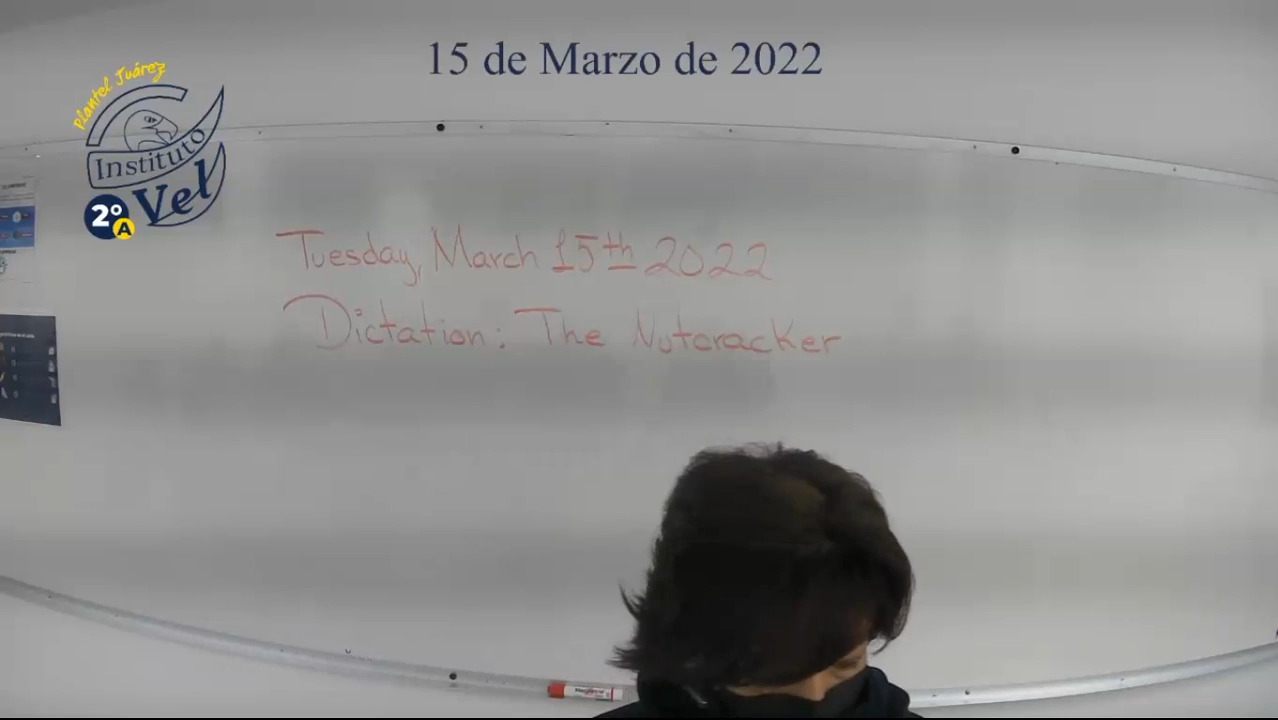 15 de Marzo de 2022
Plantel Juárez
Instituto
Vel
2°
A
Tuesday, March 15th 2022
Dictation: The Nutcracker